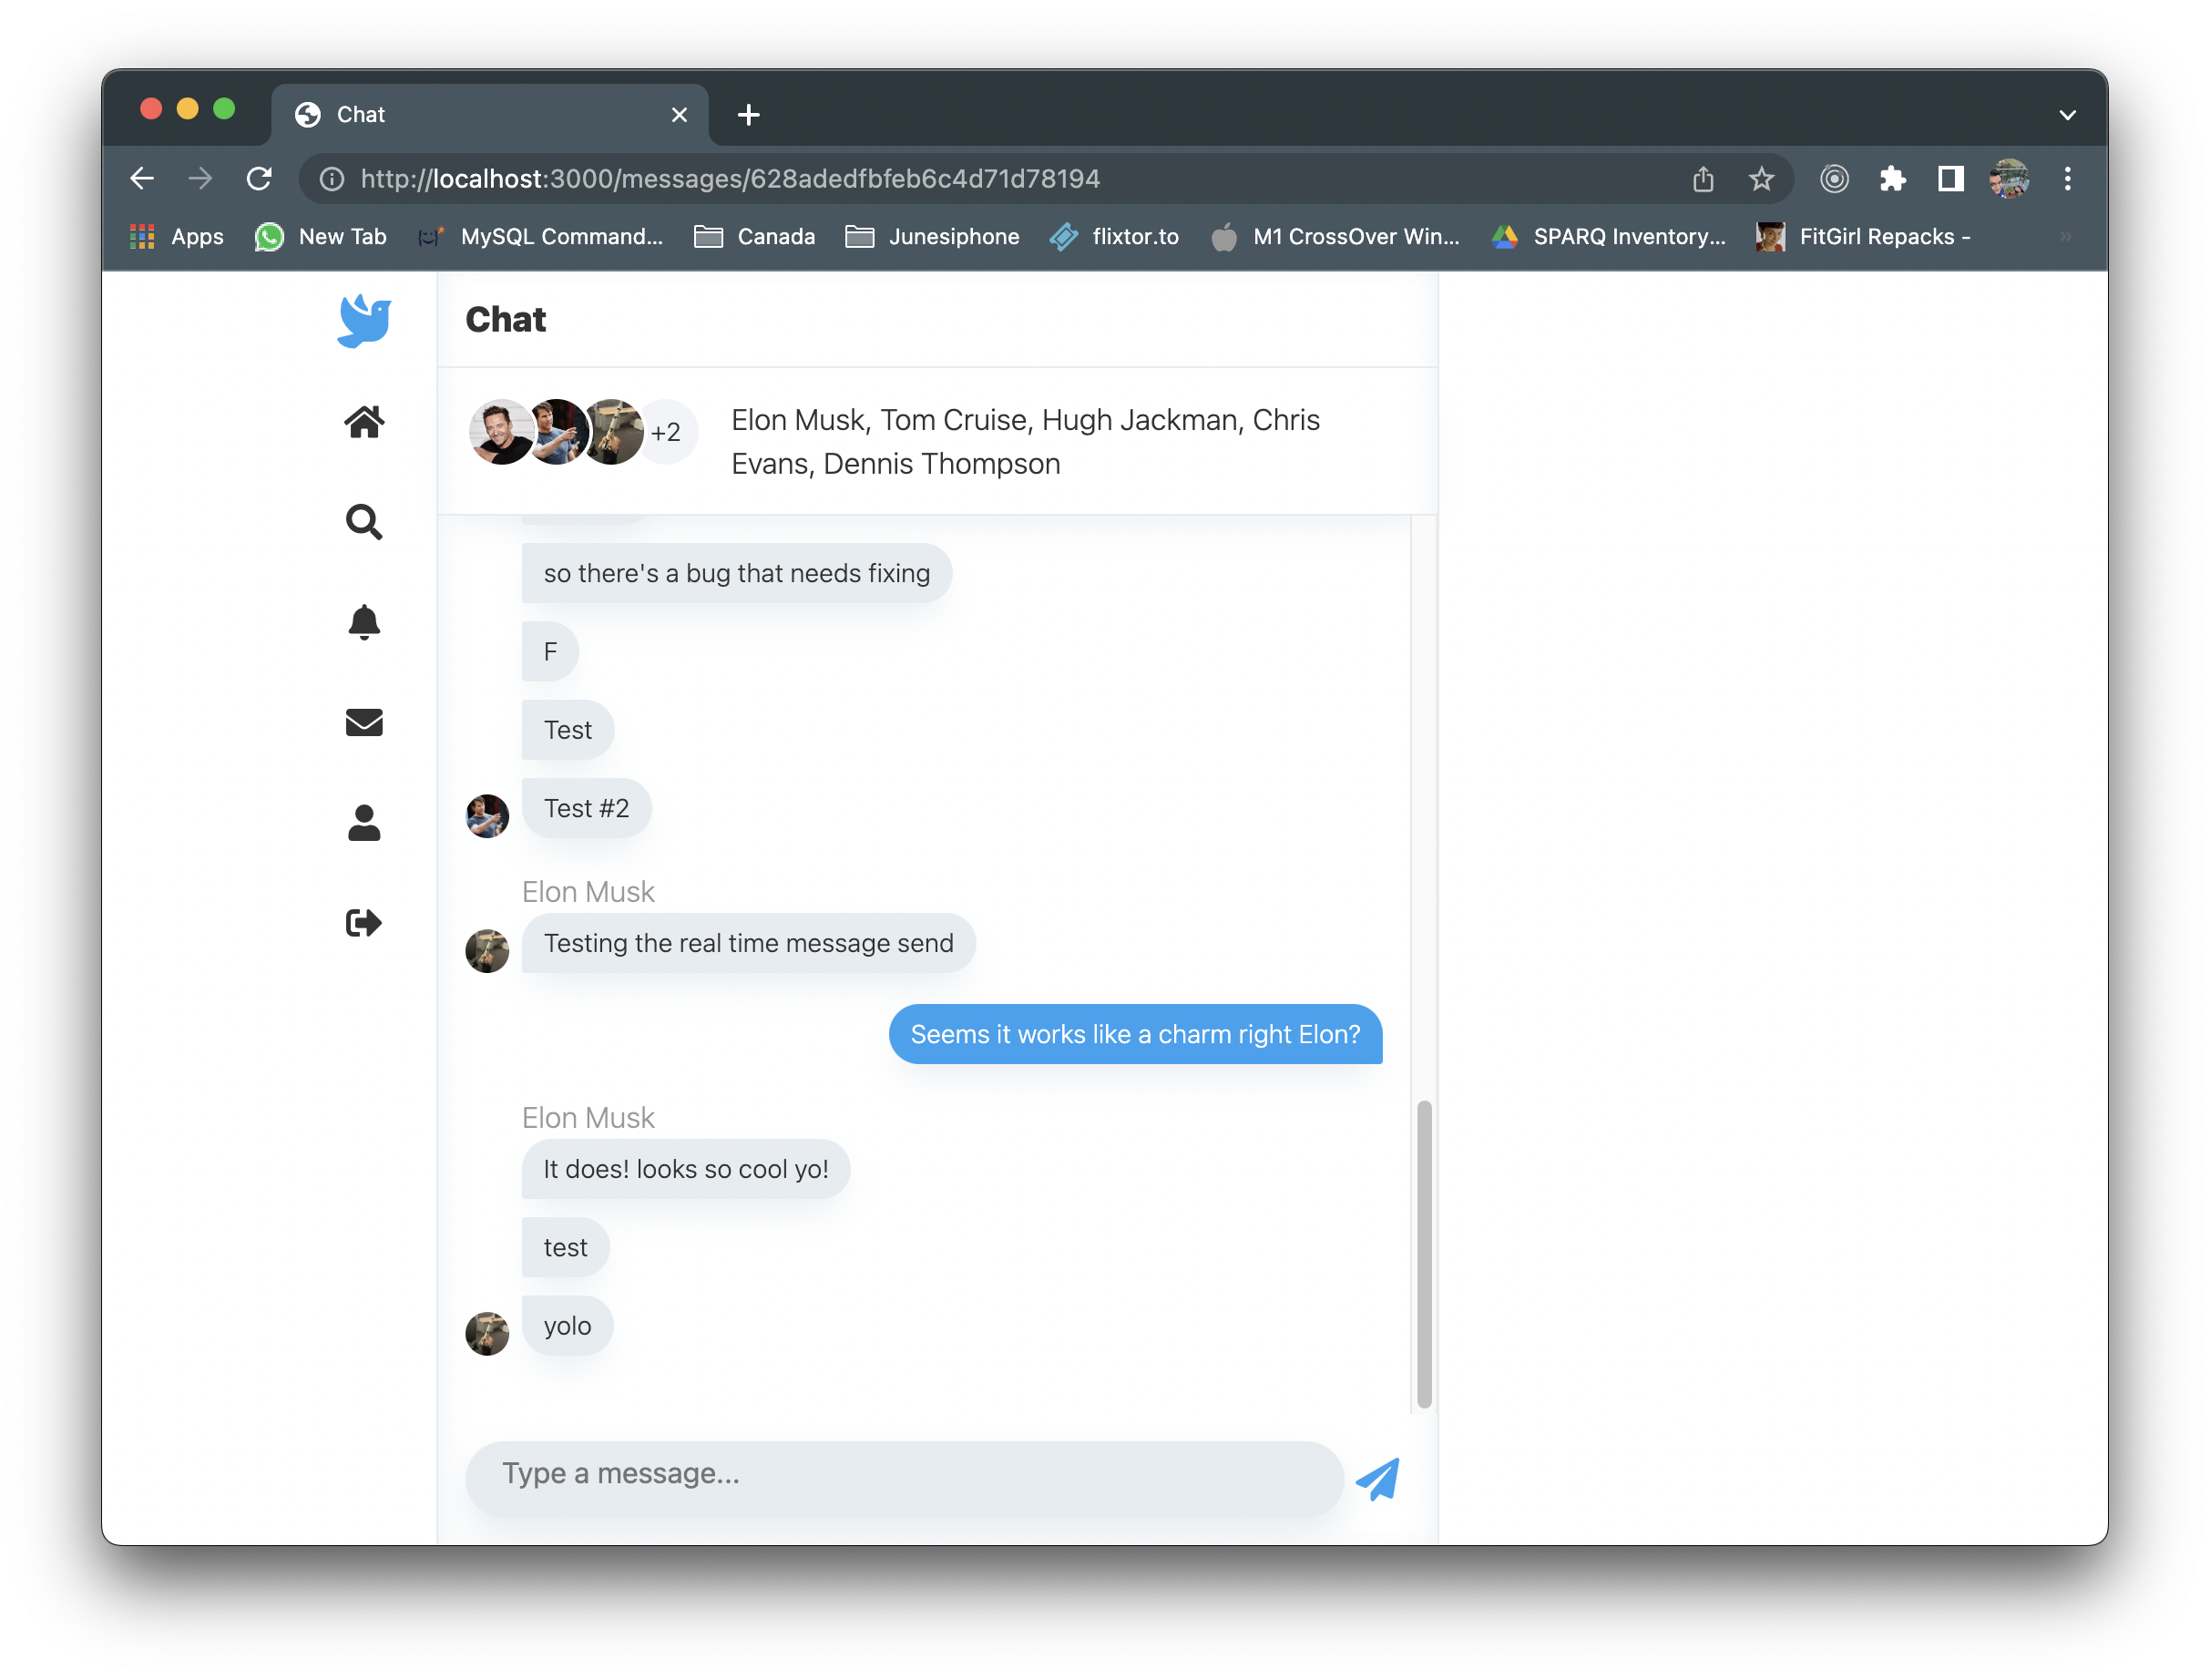 Chat
http://localhost:3000/messages/628adedfbfeb6c4d71d78194
Apps New Tab MySQL Command... Canada Junesiphone flixtor.to M1 CrossOver Win... SPARQ Inventory... FitGirl Repacks -
Chat
+2
Elon Musk, Tom Cruise, Hugh Jackman, Chris
Evans, Dennis Thompson
so there's a bug that needs fixing
F
Test
Test #2
Elon Musk
Testing the real time message send
Seems it works like a charm right Elon?
Elon Musk
It does! looks so cool yo!
test
yolo
Type a message...